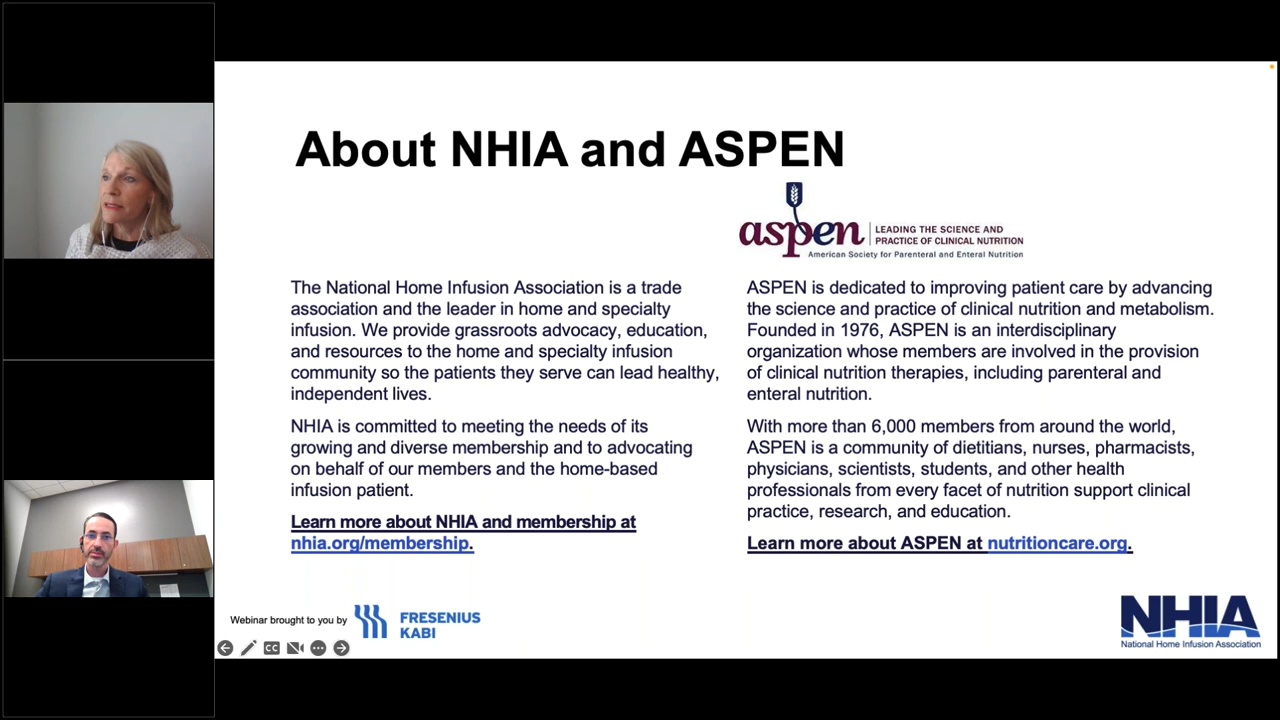 About NHIA and ASPEN
aspen
LEADING THE SCIENCE AND
PRACTICE OF CLINICAL NUTRITION
American Society for Parenteral and Enteral Nutrition
The National Home Infusion Association is a trade
association and the leader in home and specialty
infusion. We provide grassroots advocacy, education,
and resources to the home and specialty infusion
community so the patients they serve can lead healthy,
independent lives.
NHIA is committed to meeting the needs of its
growing and diverse membership and to advocating
on behalf of our members and the home-based
infusion patient.
Learn more about NHIA and membership at
nhia.org/membership.
ASPEN is dedicated to improving patient care by advancing
the science and practice of clinical nutrition and metabolism.
Founded in 1976, ASPEN is an interdisciplinary
organization whose members are involved in the provision
of clinical nutrition therapies, including parenteral and
enteral nutrition.
With more than 6,000 members from around the world,
ASPEN is a community of dietitians, nurses, pharmacists,
physicians, scientists, students, and other health
professionals from every facet of nutrition support clinical
practice, research, and education.
Learn more about ASPEN at nutritioncare.org.
Webinar brought to you by
FRESENIUS
KABI
CC
NHIA
National Home Infusion Association